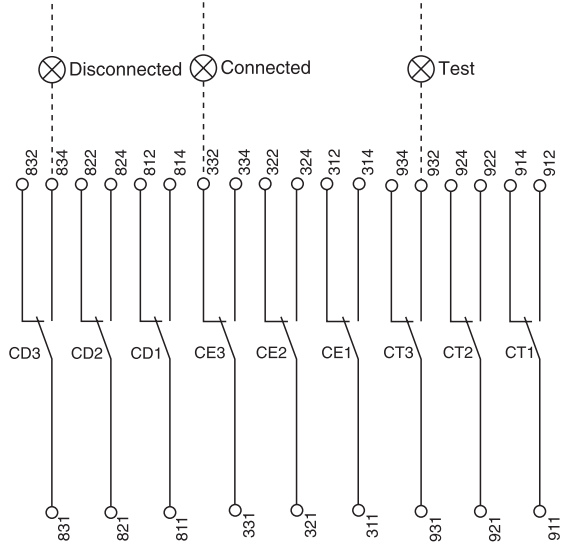 Disconnected Connected Test
832 834 822 824 812 814 332 334 322 324 312 314 934 932 924 922 914 912
CD3 CD2 CD1 CE3 CE2 CE1 CT3 CT2 CT1
831 821 811 331 321 311 931 921 911